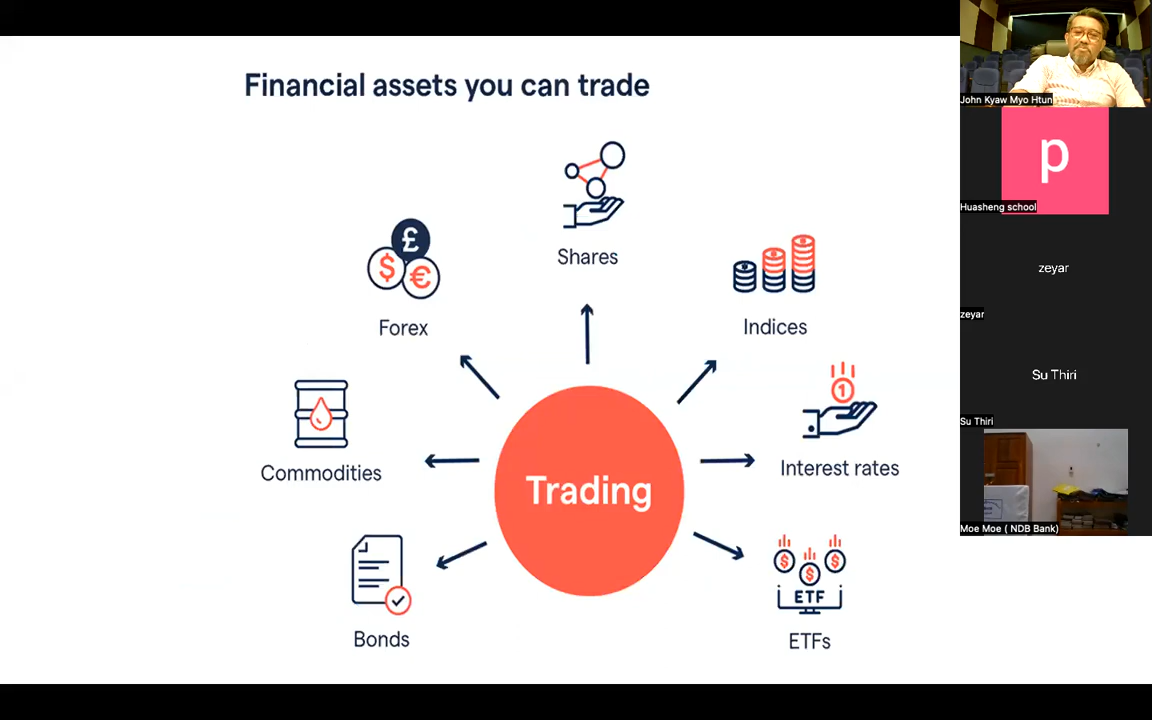 Financial assets you can trade
Shares
£
$ €
Forex
Indices
Commodities
1
Interest rates
Trading
Bonds
$ $ $
ETF
ETFs
John Kyaw Myo Htun
p
Huasheng school
zeyar
zeyar
Su Thiri
Su Thiri
Moe Moe ( NDB Bank)